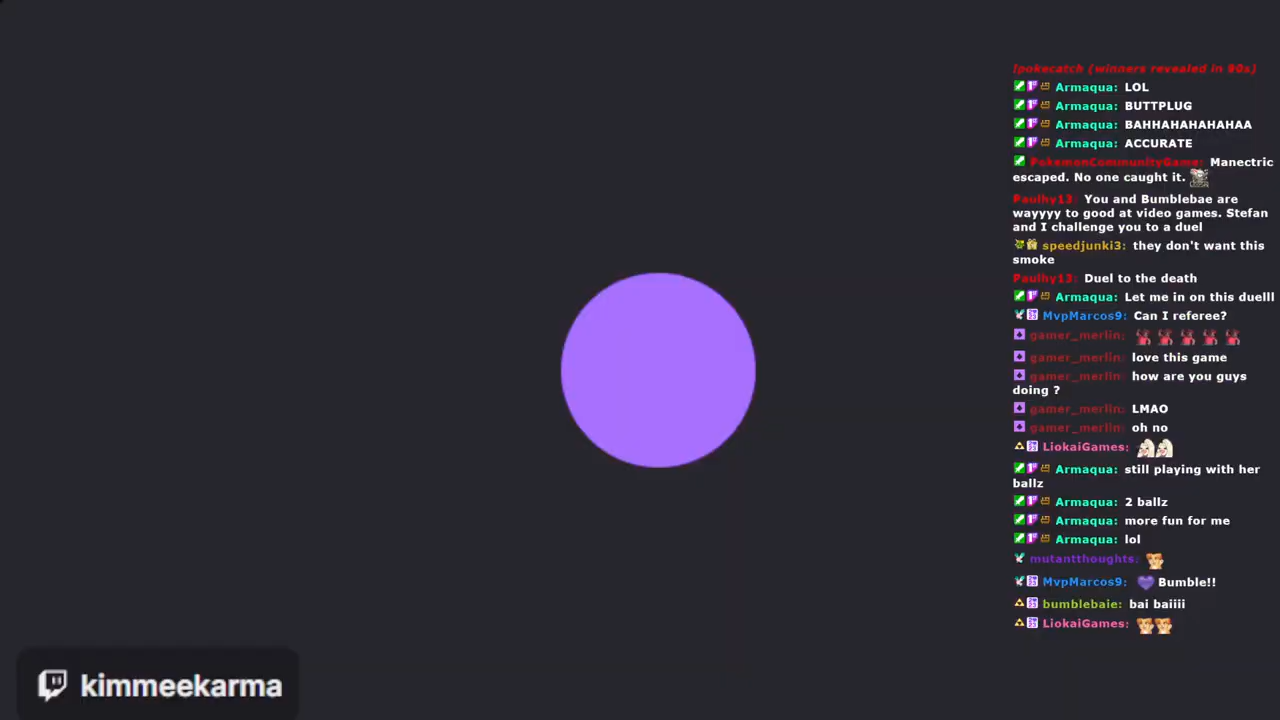 !pokecatch (winners revealed in 90s)
Armaqua: LOL
Armaqua: BUTTPLUG
Armaqua: BAHHAHAHAHAHAA
Armaqua: ACCURATE
PokemonCommunityGame: Manectric
escaped. No one caught it.
Paulhy13: You and Bumblebae are
wayyyy to good at video games. Stefan
and I challenge you to a duel
speedjunki3: they don't want this
smoke
Paulhy13: Duel to the death
Armaqua: Let me in on this duelll
MvpMarcos9: Can I referee?
gamer_merlin:
gamer_merlin: love this game
gamer_merlin: how are you guys
doing ?
gamer_merlin: LMAO
gamer_merlin: oh no
LiokaiGames:
Armaqua: still playing with her
ballz
Armaqua: 2 ballz
Armaqua: more fun for me
Armaqua: lol
mutantthoughts:
MvpMarcos9: Bumble!!
bumblebaie: bai baiiii
LiokaiGames:
kimmeekarma